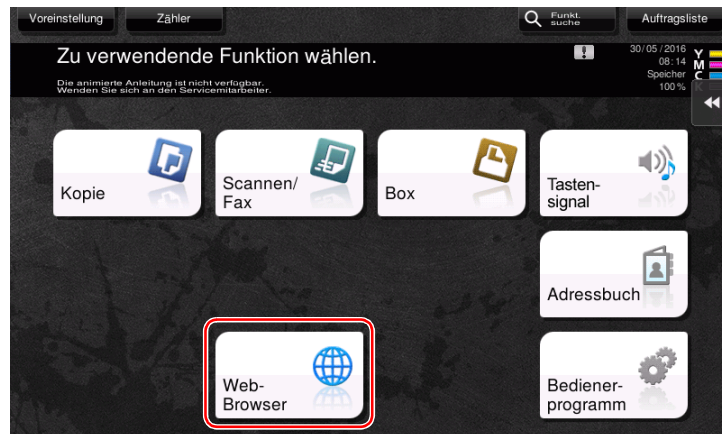 Voreinstellung
Zähler
Funkt.
suche
Auftragsliste
Zu verwendende Funktion wählen.
Die animierte Anleitung ist nicht verfügbar.
Wenden Sie sich an den Servicemitarbeiter.
30/05/2016
08:14
Speicher
100%
Y
M
C
K
Kopie
Scannen/
Fax
Box
Tasten-
signal
Adressbuch
Web-
Browser
Bediener-
programm